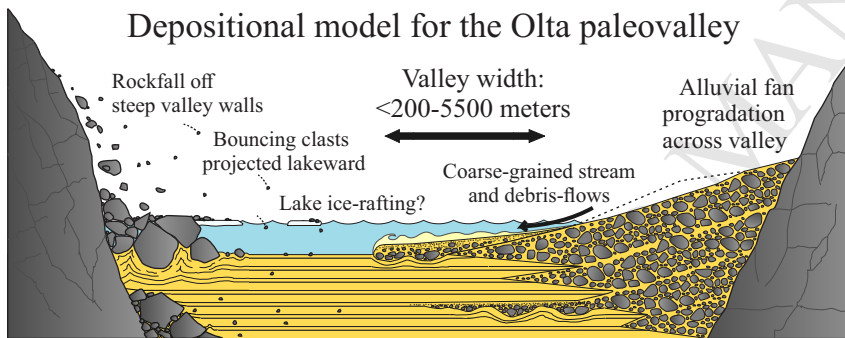 Depositional model for the Olta paleovalley
Rockfall off
steep valley walls
Valley width:
<200-5500 meters
Alluvial fan
progradation
across valley
Bouncing clasts
projected lakeward
Coarse-grained stream
and debris-flows
Lake ice-rafting?
MAN